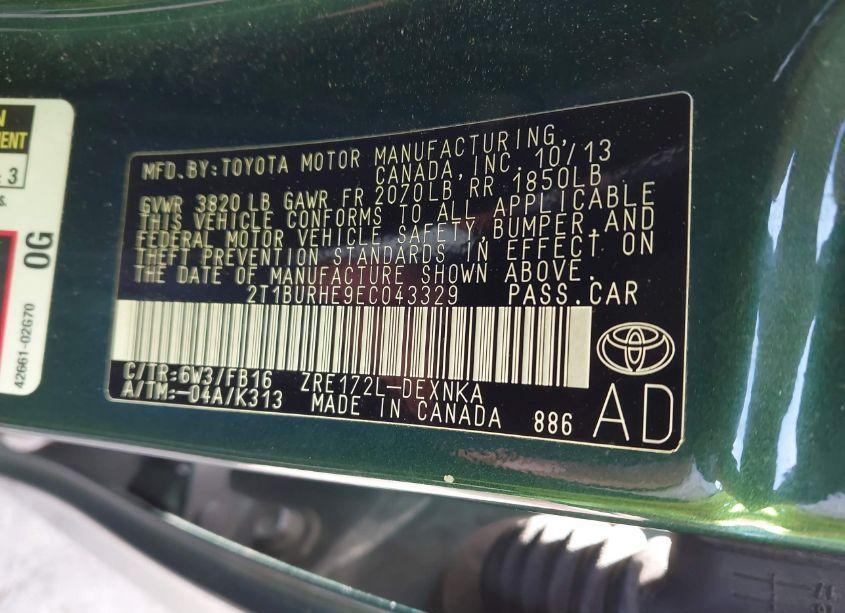 N
MENT
: 3
s.
0G
42661-02G70
MFD.BY:TOYOTA MOTOR MANUFACTURING,
CANADA, INC. 10/13
GVWR 3820 LB GAWR FR 2070LB RR 1850LB
THIS VEHICLE CONFORMS TO ALL APPLICABLE
FEDERAL MOTOR VEHICLE SAFETY, BUMPER, AND
THEFT PREVENTION STANDARDS IN EFFECT ON
THE DATE OF MANUFACTURE SHOWN ABOVE.
2T1BURHE9EC043329 PASS.CAR
C/TR:6W3/FB16 ZRE172L-DEXNKA
A/TM:-04A/K313 MADE IN CANADA 886 AD